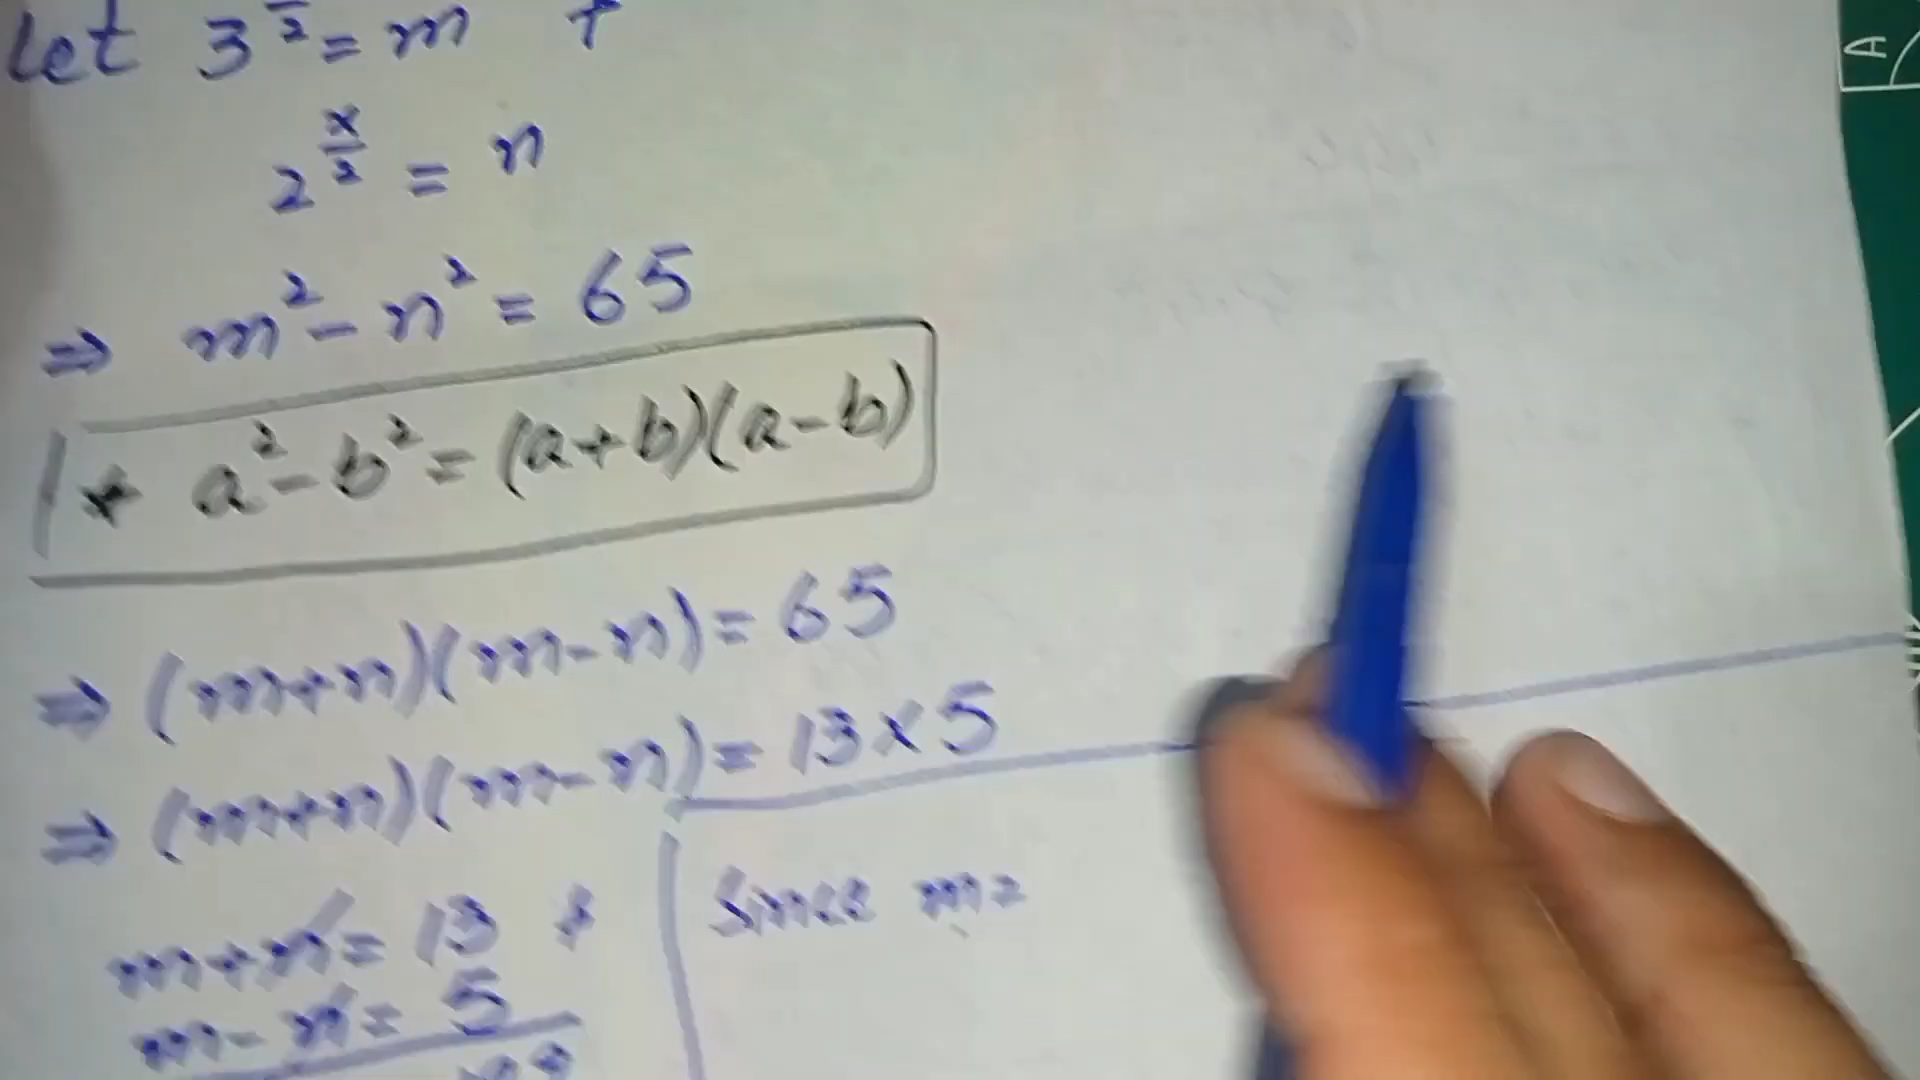 Let 3^x/2 = m
2^x/2 = n
⇒ m² - n² = 65
* a² - b² = (a+b)(a-b)
⇒ (m+n)(m-n) = 65
⇒ (m+n)(m-n) = 13 × 5
m+n = 13
m-n = 5
Since m =
A